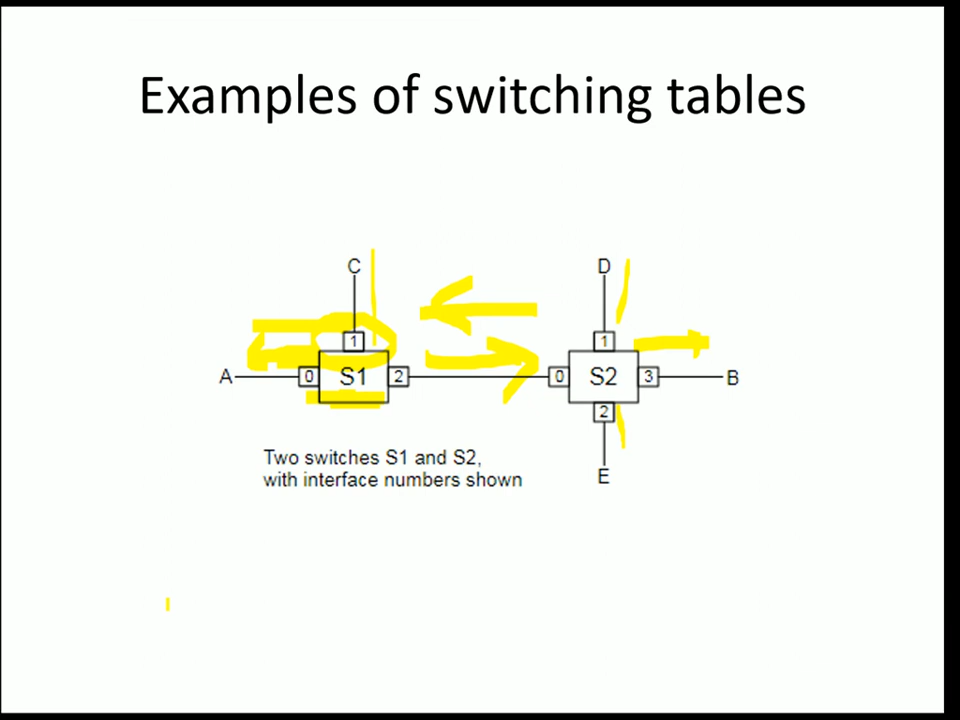 Examples of switching tables
C
D
1
1
A
0
S1
2
0
S2
3
B
2
Two switches S1 and S2,
with interface numbers shown
E